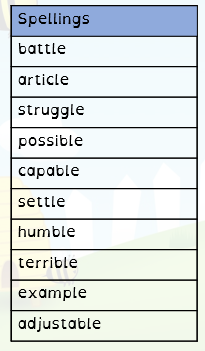 Spellings
battle
article
struggle
possible
capable
settle
humble
terrible
example
adjustable